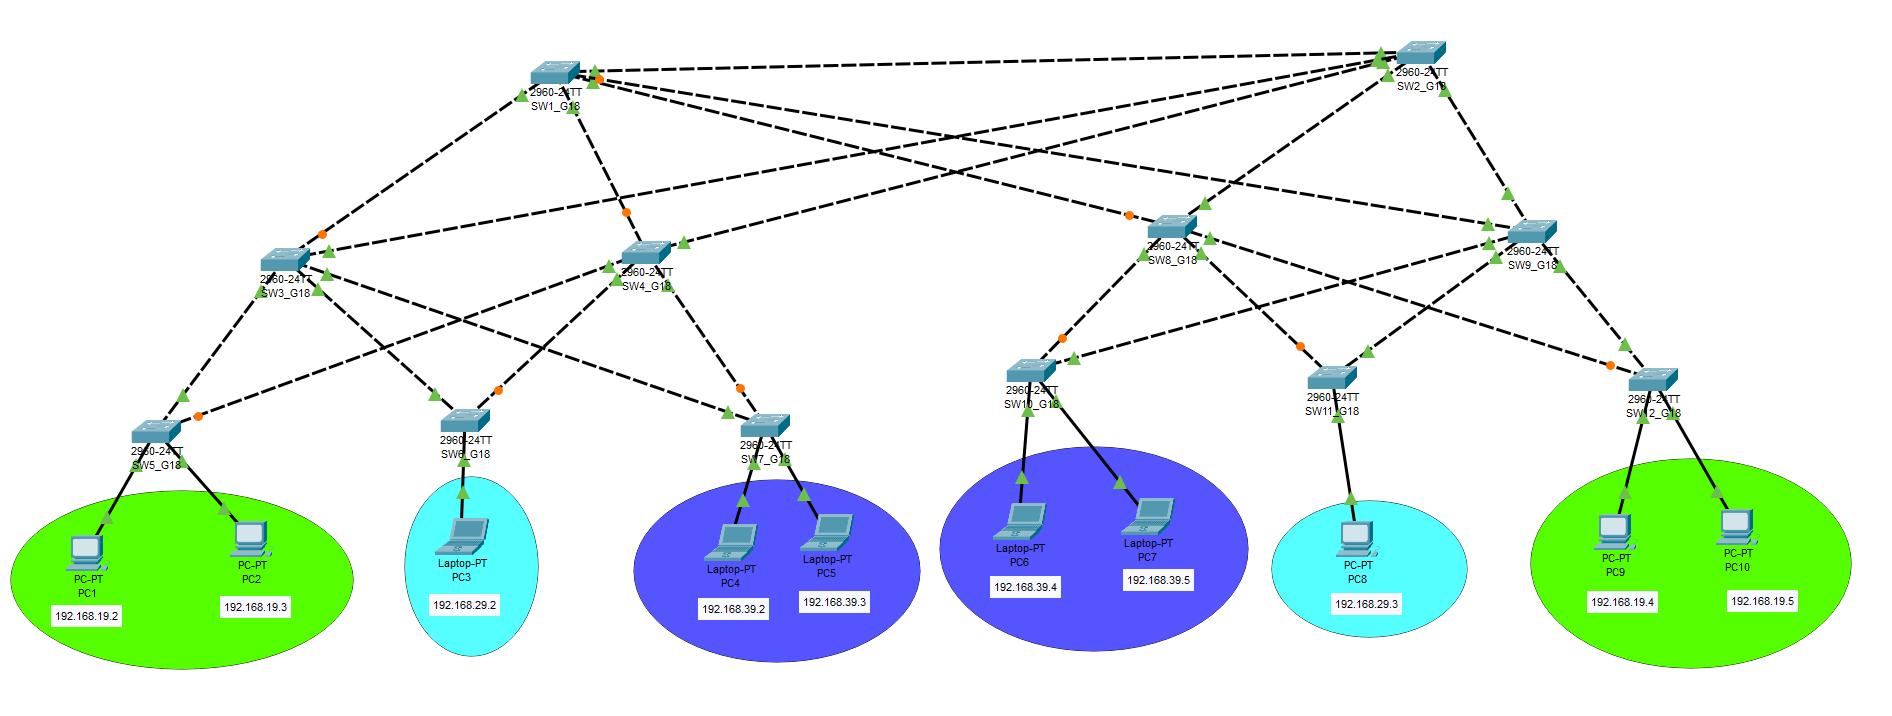 2960-24TT
SW1_G18
2960-24TT
SW2_G18
2960-24TT
SW3_G18
2960-24TT
SW4_G18
2960-24TT
SW8_G18
2960-24TT
SW9_G18
2960-24TT
SW5_G18
2960-24TT
SW6_G18
2960-24TT
SW7_G18
2960-24TT
SW10_G18
2960-24TT
SW11_G18
2960-24TT
SW12_G18
PC-PT
PC1
192.168.19.2
PC-PT
PC2
192.168.19.3
Laptop-PT
PC3
192.168.29.2
Laptop-PT
PC4
192.168.39.2
Laptop-PT
PC5
192.168.39.3
Laptop-PT
PC6
192.168.39.4
Laptop-PT
PC7
192.168.39.5
PC-PT
PC8
192.168.29.3
PC-PT
PC9
192.168.19.4
PC-PT
PC10
192.168.19.5